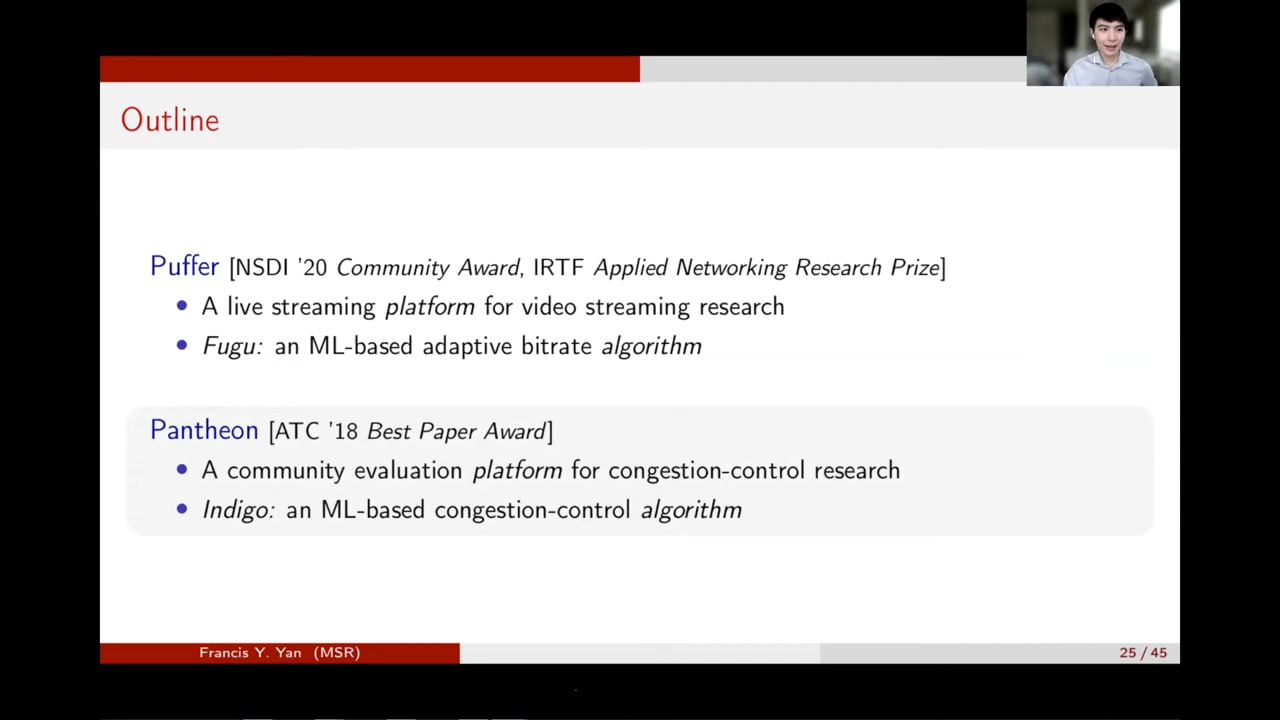 Outline
Puffer [NSDI '20 Community Award, IRTF Applied Networking Research Prize]
• A live streaming platform for video streaming research
• Fugu: an ML-based adaptive bitrate algorithm
Pantheon [ATC '18 Best Paper Award]
• A community evaluation platform for congestion-control research
• Indigo: an ML-based congestion-control algorithm
Francis Y. Yan (MSR)
25 / 45